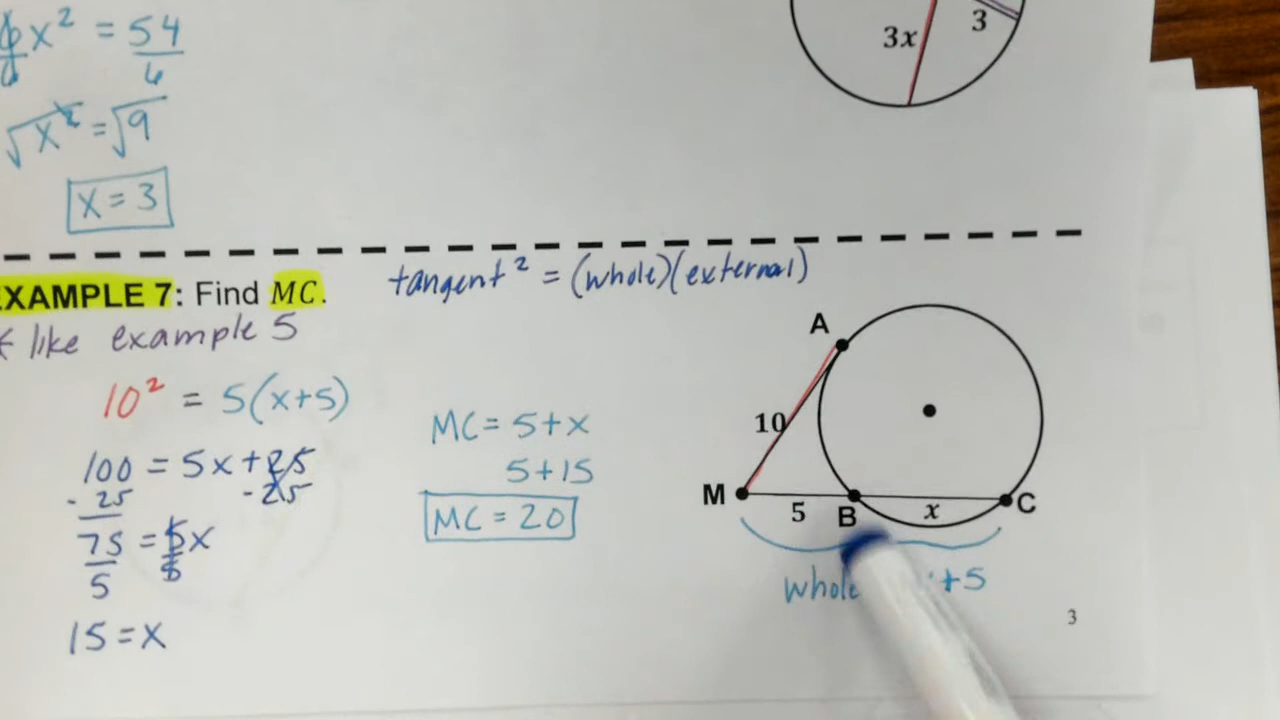 6x² = 54
6 6
√x² = √9
x = 3
3x
3
EXAMPLE 7: Find MC.
tangent² = (whole)(external)
* like example 5
10² = 5(x+5)
100 = 5x+25
-25 -25
75 = 5x
5 5
15 = x
MC = 5+x
5+15
MC = 20
A
10
M
5
B
x
C
whole
+5
3